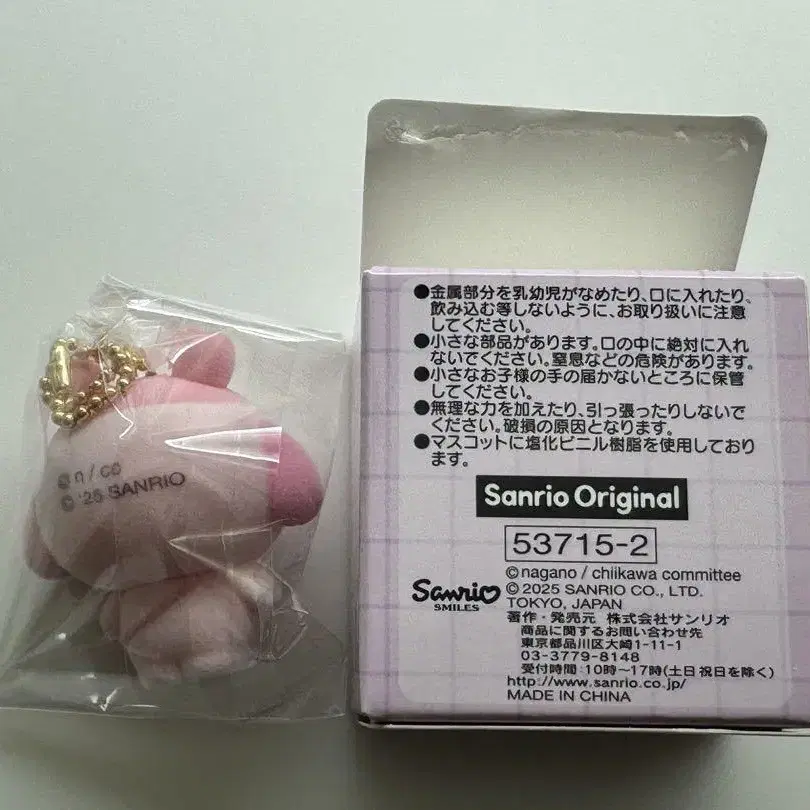 ©n / co
© '25 SANRIO
●金属部分を乳幼児がなめたり、口に入れたり、
飲み込む等しないように、お取り扱いに注意
してください。
●小さな部品があります。口の中に絶対に入れ
ないでください。窒息などの危険があります。
●小さなお子様の手の届かないところに保管
してください。
●無理な力を加えたり、引っ張ったりしないで
ください。破損の原因となります。
●マスコットに塩化ビニル樹脂を使用しており
ます。
Sanrio Original
53715-2
©nagano / chiikawa committee
Sanrio
SMILES
© 2025 SANRIO CO., LTD.
TOKYO, JAPAN
著作・発売元 株式会社サンリオ
商品に関するお問い合わせ先
東京都品川区大崎1-11-1
03-3779-8148
受付時間:10時〜17時(土日祝日を除く)
http://www.sanrio.co.jp/
MADE IN CHINA